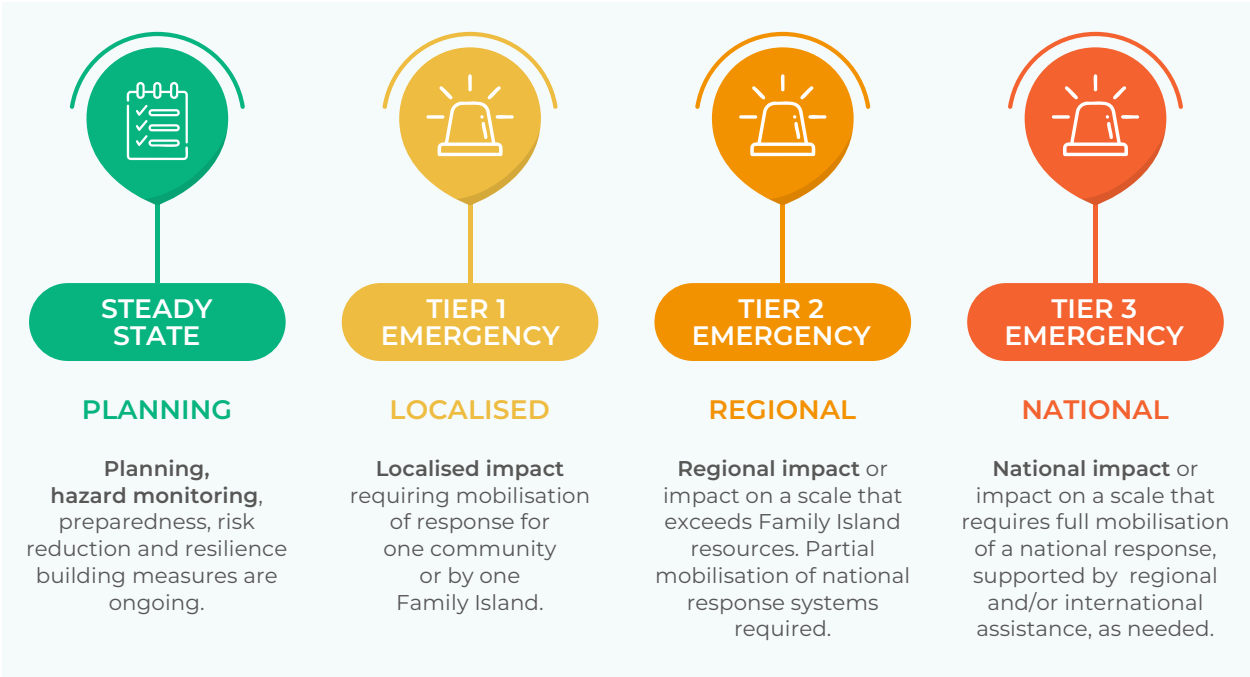 STEADY
STATE
PLANNING
Planning,
hazard monitoring,
preparedness, risk
reduction and resilience
building measures are
ongoing.
TIER 1
EMERGENCY
LOCALISED
Localised impact
requiring mobilisation
of response for
one community
or by one
Family Island.
TIER 2
EMERGENCY
REGIONAL
Regional impact or
impact on a scale that
exceeds Family Island
resources. Partial
mobilisation of national
response systems
required.
TIER 3
EMERGENCY
NATIONAL
National impact or
impact on a scale that
requires full mobilisation
of a national response,
supported by  regional
and/or international
assistance, as needed.